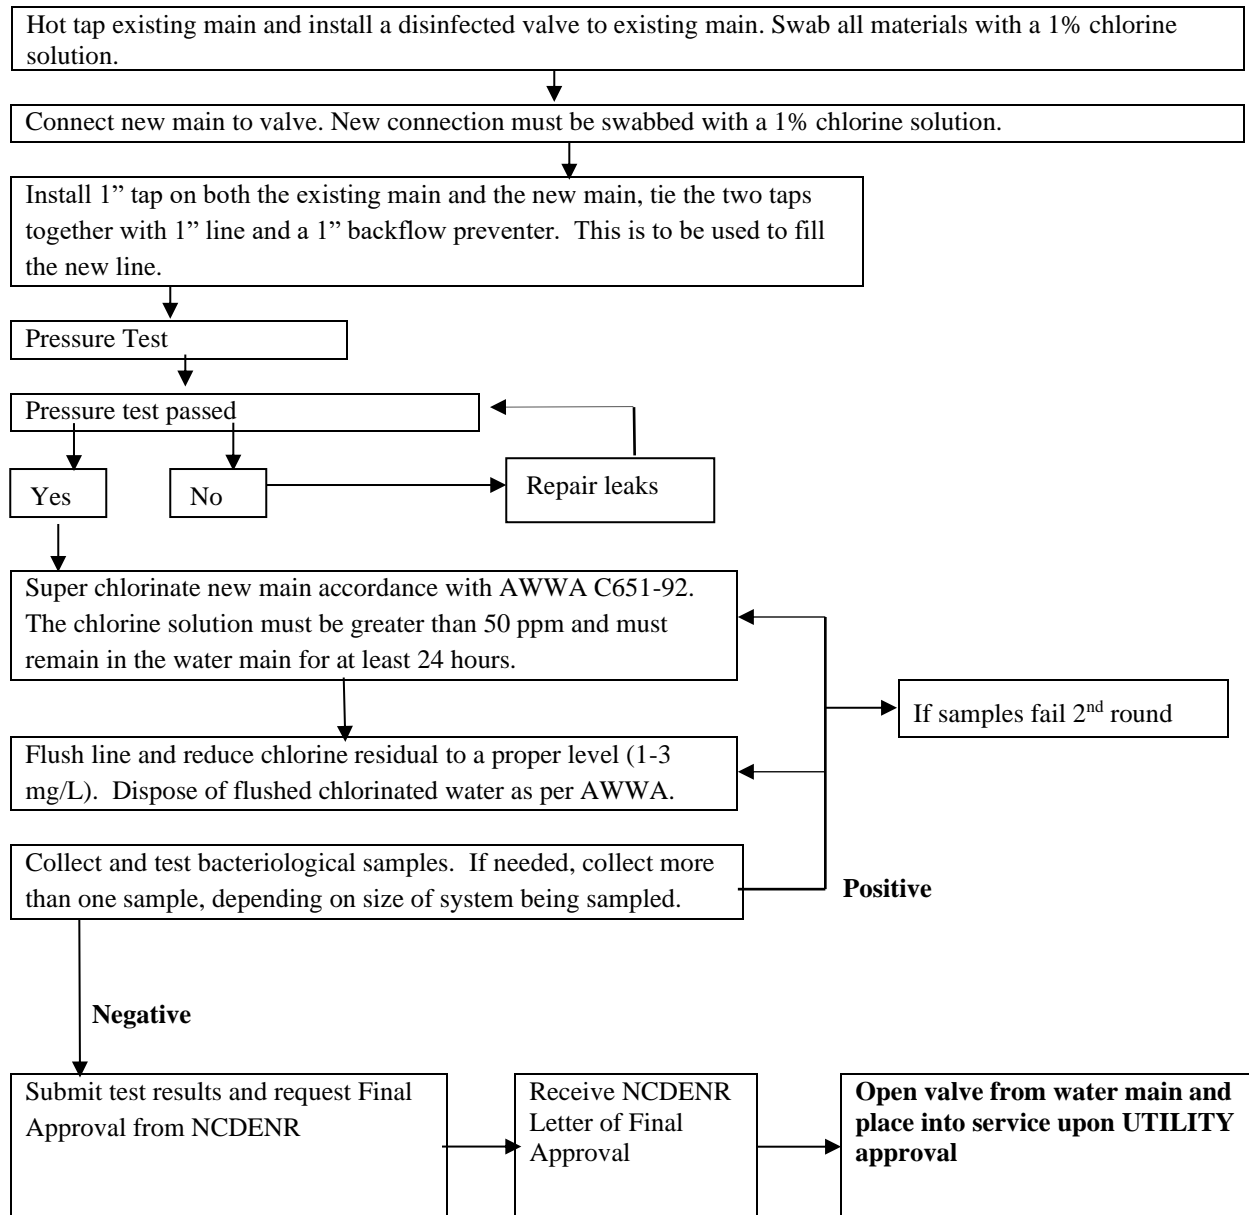 Hot tap existing main and install a disinfected valve to existing main. Swab all materials with a 1% chlorine
solution.
Connect new main to valve. New connection must be swabbed with a 1% chlorine solution.
Install 1” tap on both the existing main and the new main, tie the two taps
together with 1” line and a 1” backflow preventer.  This is to be used to fill
the new line.
Pressure Test
Pressure test passed
Yes
No
Repair leaks
Super chlorinate new main accordance with AWWA C651-92.
The chlorine solution must be greater than 50 ppm and must
remain in the water main for at least 24 hours.
If samples fail 2nd round
Flush line and reduce chlorine residual to a proper level (1-3
mg/L).  Dispose of flushed chlorinated water as per AWWA.
Collect and test bacteriological samples.  If needed, collect more
than one sample, depending on size of system being sampled.
Positive
Negative
Submit test results and request Final
Approval from NCDENR
Receive NCDENR
Letter of Final
Approval
Open valve from water main and
place into service upon UTILITY
approval